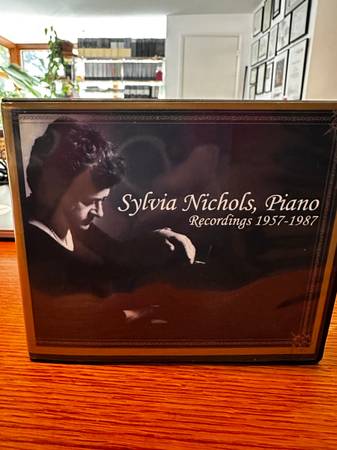 Sylvia Nichols, Piano
Recordings 1957-1987